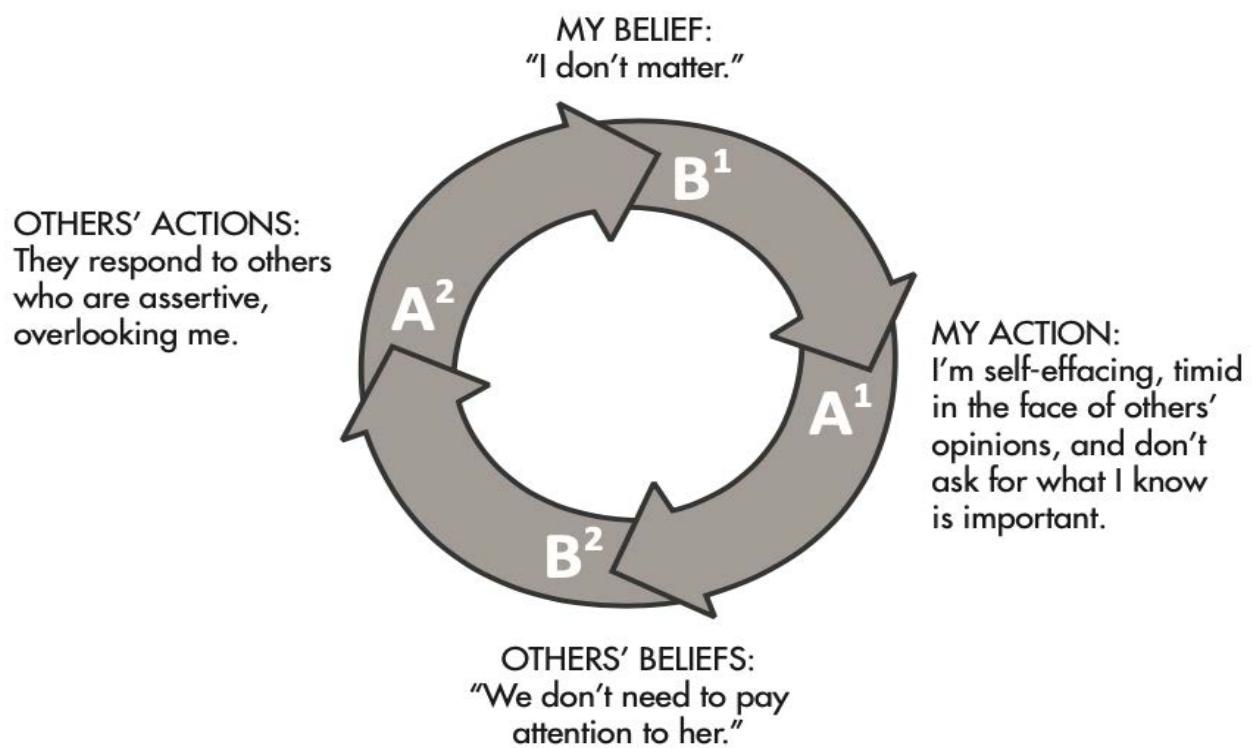 MY BELIEF:
“I don’t matter.”
B¹
OTHERS’ ACTIONS:
They respond to others
who are assertive,
overlooking me.
A²
MY ACTION:
I’m self-effacing, timid
in the face of others’
opinions, and don’t
ask for what I know
is important.
A¹
B²
OTHERS’ BELIEFS:
“We don’t need to pay
attention to her.”